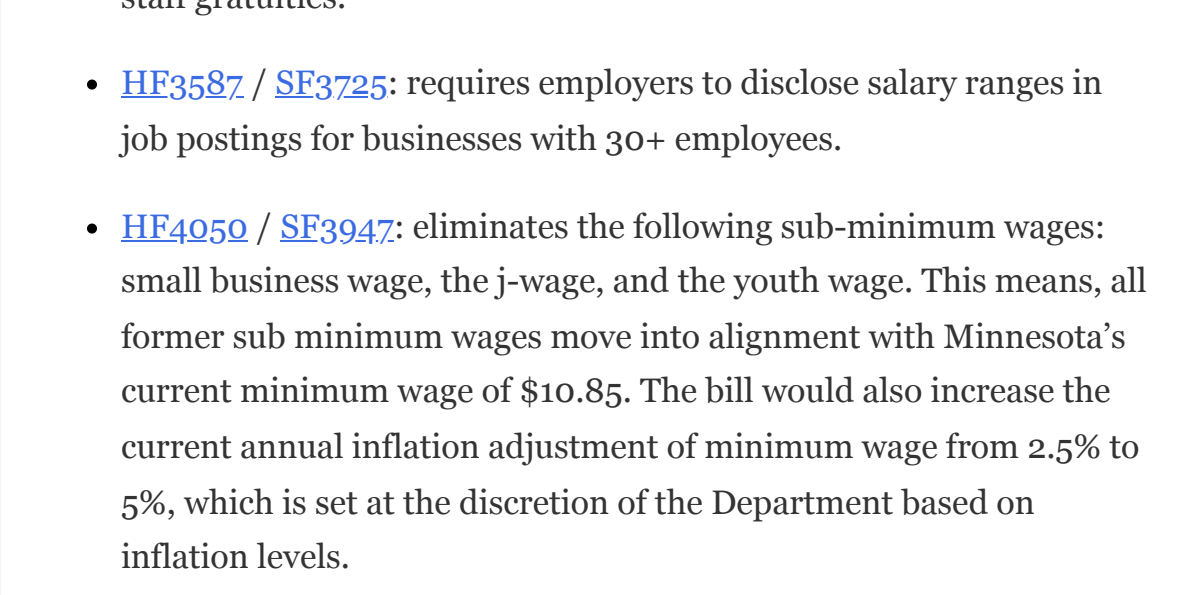 staff gratuities.
• HF3587 / SF3725: requires employers to disclose salary ranges in
job postings for businesses with 30+ employees.
• HF4050 / SF3947: eliminates the following sub-minimum wages:
small business wage, the j-wage, and the youth wage. This means, all
former sub minimum wages move into alignment with Minnesota’s
current minimum wage of $10.85. The bill would also increase the
current annual inflation adjustment of minimum wage from 2.5% to
5%, which is set at the discretion of the Department based on
inflation levels.